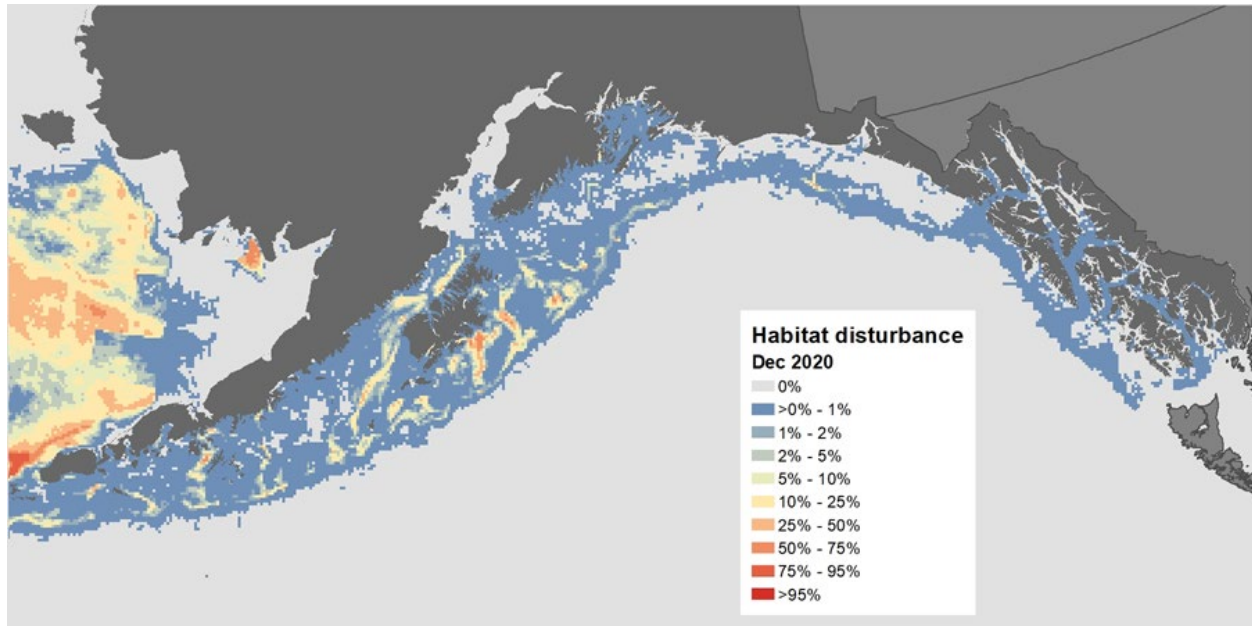 Habitat disturbance
Dec 2020
0%
>0% - 1%
1% - 2%
2% - 5%
5% - 10%
10% - 25%
25% - 50%
50% - 75%
75% - 95%
>95%